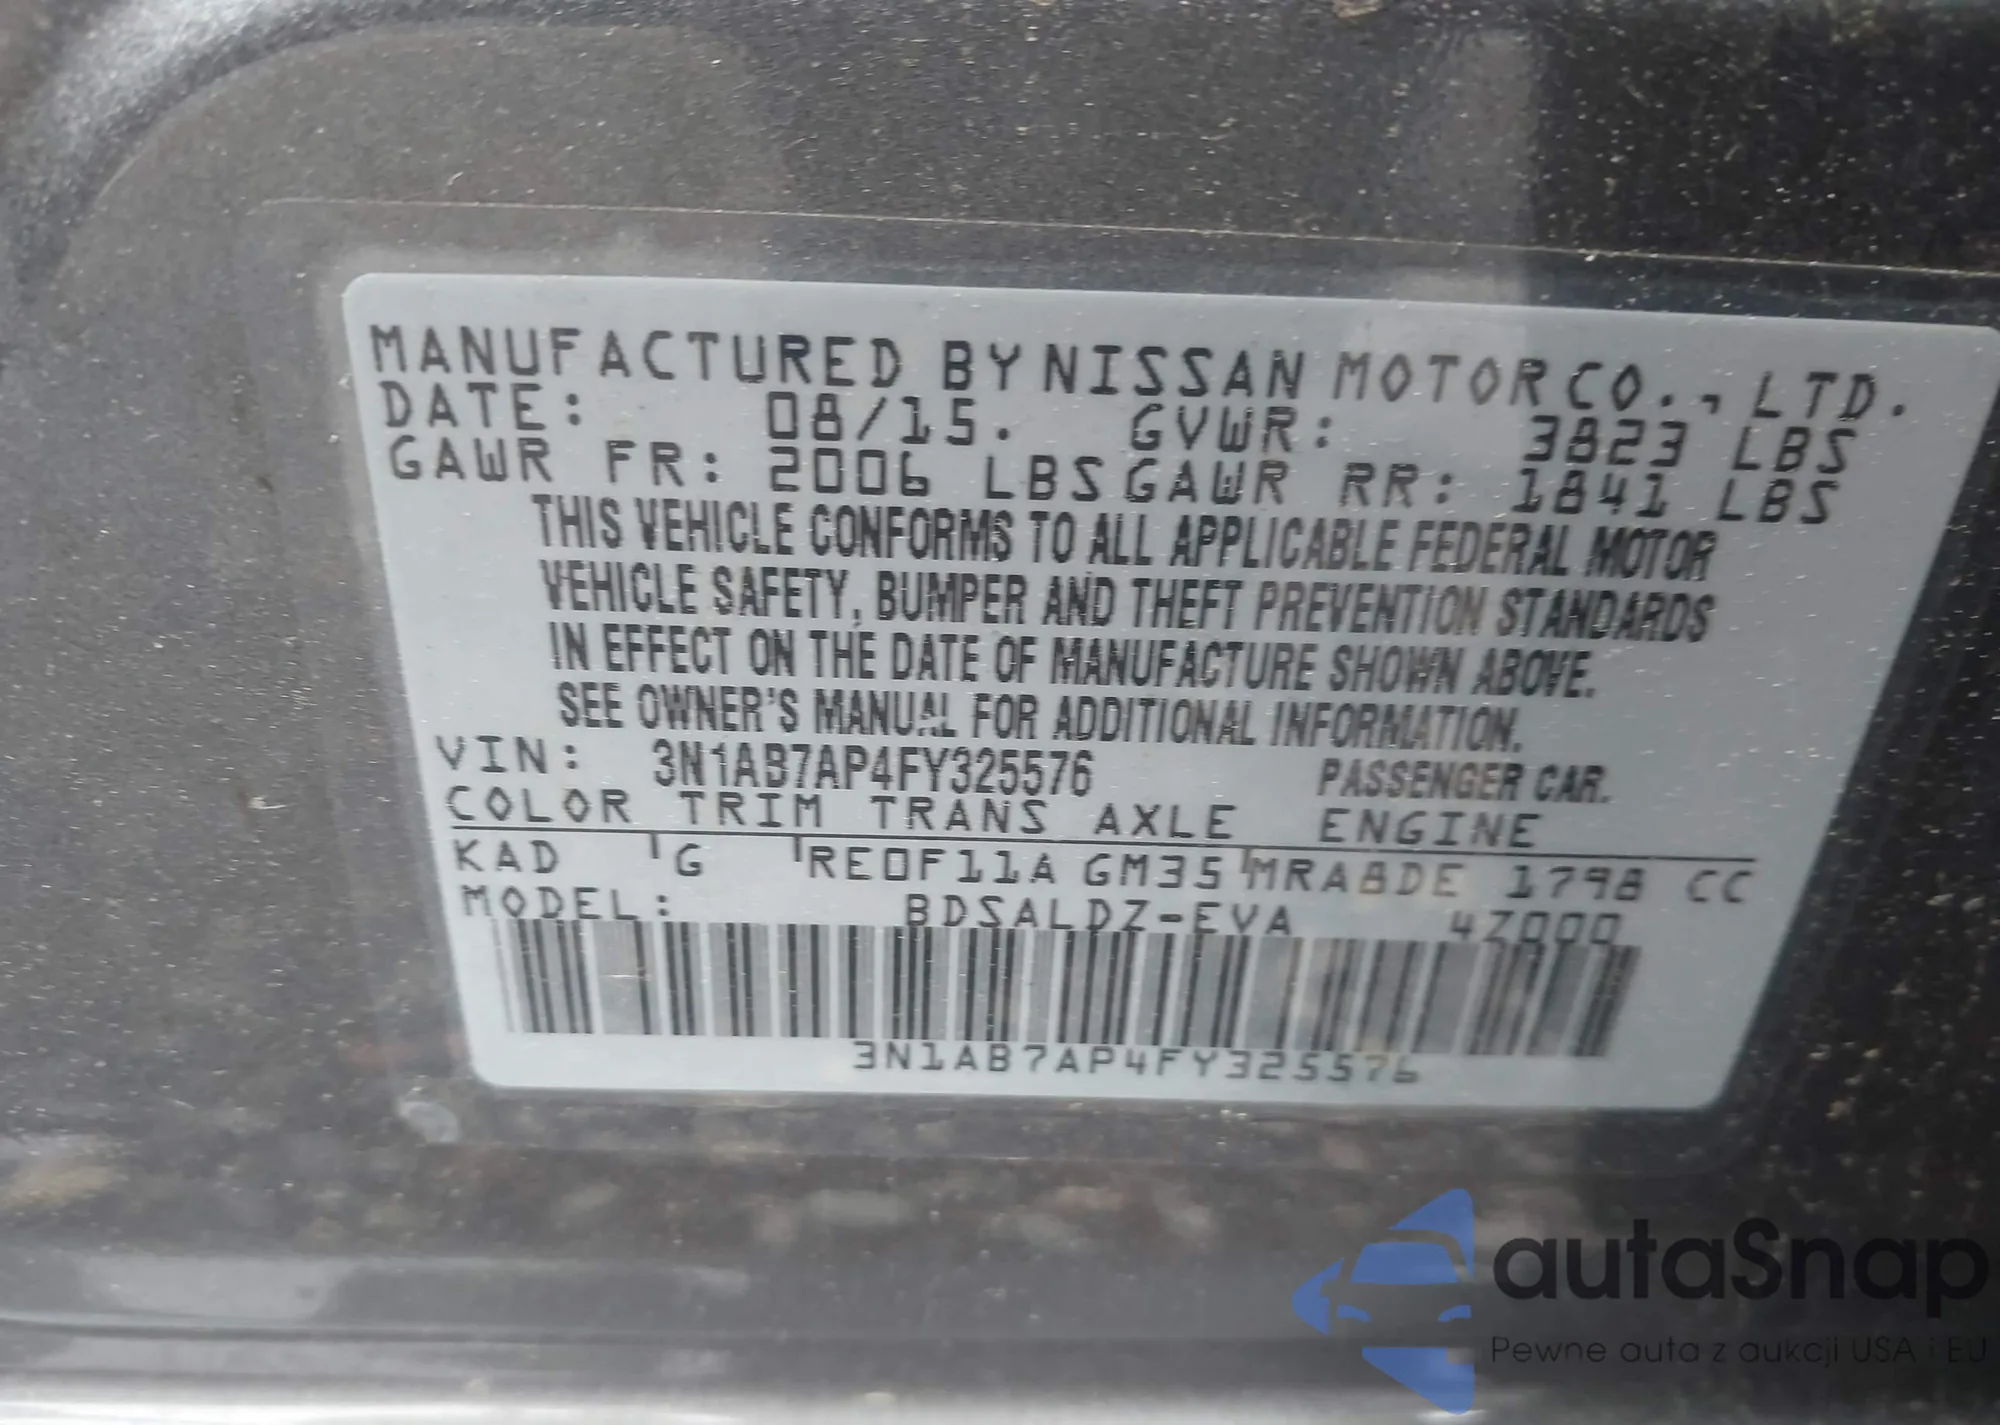 MANUFACTURED BY NISSAN MOTOR CO., LTD.
DATE: 08/15. GVWR: 3823 LBS
GAWR FR: 2006 LBS GAWR RR: 1841 LBS
THIS VEHICLE CONFORMS TO ALL APPLICABLE FEDERAL MOTOR
VEHICLE SAFETY, BUMPER AND THEFT PREVENTION STANDARDS
IN EFFECT ON THE DATE OF MANUFACTURE SHOWN ABOVE.
SEE OWNER'S MANUAL FOR ADDITIONAL INFORMATION.
VIN: 3N1AB7AP4FY325576 PASSENGER CAR.
COLOR TRIM TRANS AXLE ENGINE
KAD G RE0F11A GM35 MRA8DE 1798 CC
MODEL: BDSALDZ-EVA 4Z000
3N1AB7AP4FY325576
autaSnap
Pewne auta z aukcji USA i EU